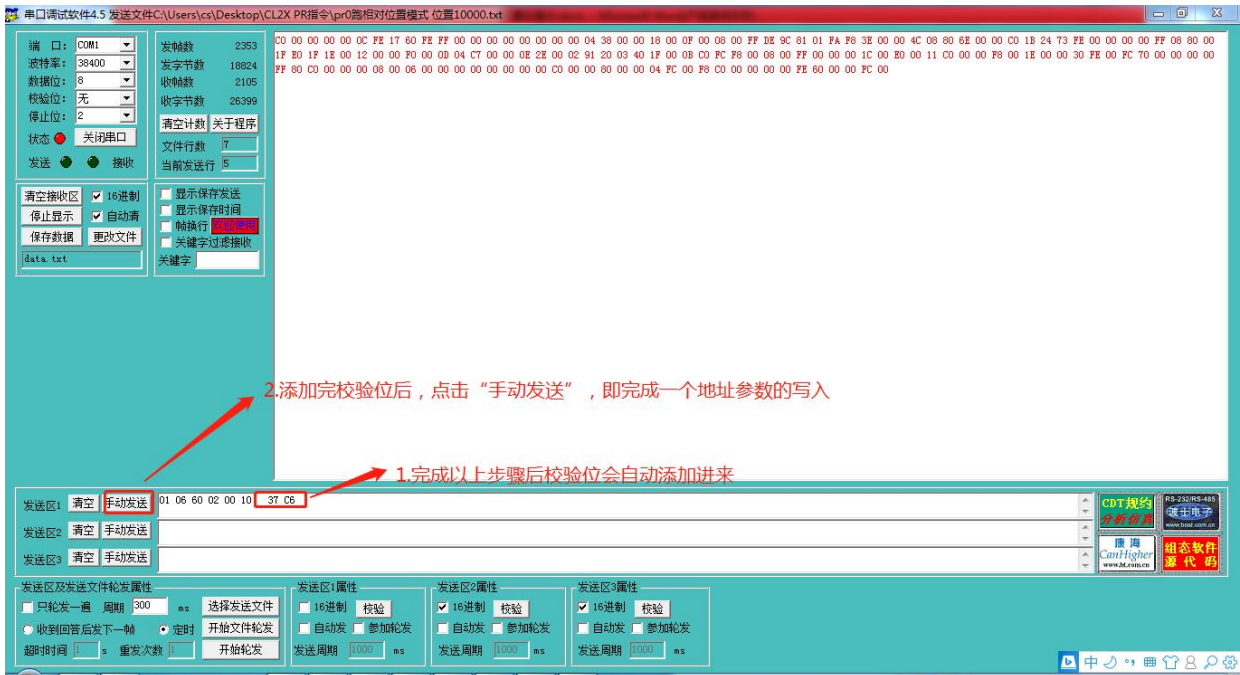 串口调试软件4.5 发送文件C:\Users\cs\Desktop\CL2X PR指令\pr0跑相对位置模式 位置10000.txt
端 口: COM1
波特率: 38400
数据位: 8
校验位: 无
停止位: 2
状态 关闭串口
发送 接收
发帧数 2353
发字节数 18824
收帧数 2105
收字节数 26399
清空计数 关于程序
文件行数 7
当前发送行 5
清空接收区 16进制
停止显示 自动清
保存数据 更改文件
data.txt
显示保存发送
显示保存时间
帧换行 欢迎使用
关键字过滤接收
关键字
C0 00 00 00 00 0C FE 17 60 FE FF 00 00 00 00 00 00 00 00 04 38 00 00 18 00 0F 00 08 00 FF DE 9C 81 01 FA F8 3E 00 00 4C 08 80 6E 00 00 C0 1B 24 73 FE 00 00 00 00 FF 08 80 00
1F E0 1F 1E 00 12 00 00 F0 00 0D 04 C7 00 00 0E 2E 00 02 91 20 03 40 1F 00 0B C0 FC F8 00 08 00 FF 00 00 00 1C 00 E0 00 11 C0 00 00 F8 00 1E 00 00 30 FE 00 FC 70 00 00 00 00
FF 80 C0 00 00 00 08 00 06 00 00 00 00 00 00 00 C0 00 00 80 00 00 04 FC 00 F8 C0 00 00 00 00 FE 60 00 00 FC 00
2.添加完校验位后，点击“手动发送”，即完成一个地址参数的写入
1.完成以上步骤后校验位会自动添加进来
发送区1 清空 手动发送 01 06 60 02 00 10 37 C6
发送区2 清空 手动发送
发送区3 清空 手动发送
CDT规约
分析仿真
RS-232/RS-485
波士电子
www.bosi.com.cn
康 海
CanHigher
组态软件
源 代 码
发送区及发送文件轮发属性
只轮发一遍 周期 300 ms 选择发送文件
收到回答后发下一帧 定时 开始文件轮发
超时时间 1 s 重发次数 1 开始轮发
发送区1属性
16进制 校验
自动发 参加轮发
发送周期 1000 ms
发送区2属性
16进制 校验
自动发 参加轮发
发送周期 1000 ms
发送区3属性
16进制 校验
自动发 参加轮发
发送周期 1000 ms
中